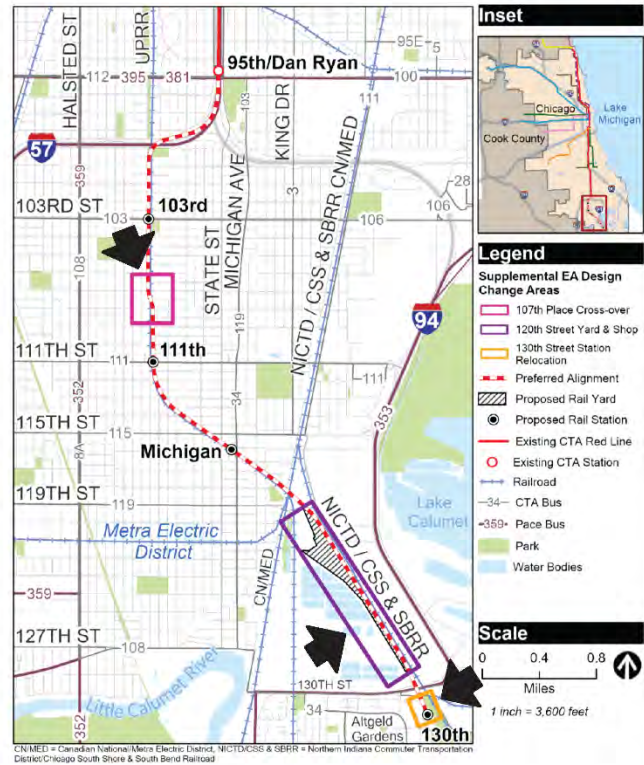 HALSTED ST
UPRR
95E
5
95th/Dan Ryan
112
395
381
100
103
111
STATE ST
MICHIGAN AVE
KING DR
NICTD / CSS & SBRR CN/MED
57
359
3
28
103RD ST
103
103rd
106
106
108
119
94
111TH ST
111
111th
111
352
34
353
115TH ST
115
Michigan
8A
119TH ST
119
Lake
Calumet
Metra Electric
District
CN/MED
NICTD / CSS & SBRR
359
127TH ST
108
130TH ST
34
Little Calumet River
352
Altgeld
Gardens
130th
CN/MED = Canadian National/Metra Electric District, NICTD/CSS & SBRR = Northern Indiana Commuter Transportation
District/Chicago South Shore & South Bend Railroad
Inset
Chicago
Lake
Michigan
Cook County
Legend
Supplemental EA Design
Change Areas
107th Place Cross-over
120th Street Yard & Shop
130th Street Station
Relocation
Preferred Alignment
Proposed Rail Yard
Proposed Rail Station
Existing CTA Red Line
Existing CTA Station
Railroad
34 CTA Bus
359 Pace Bus
Park
Water Bodies
Scale
0 0.4 0.8
Miles
1 inch = 3,600 feet